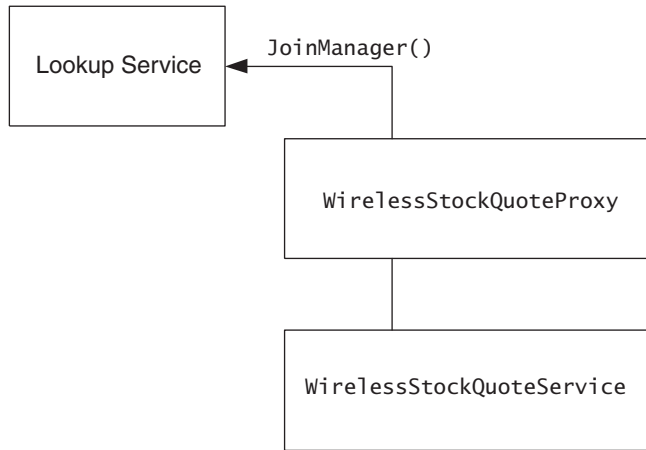 JoinManager()
Lookup Service
WirelessStockQuoteProxy
WirelessStockQuoteService